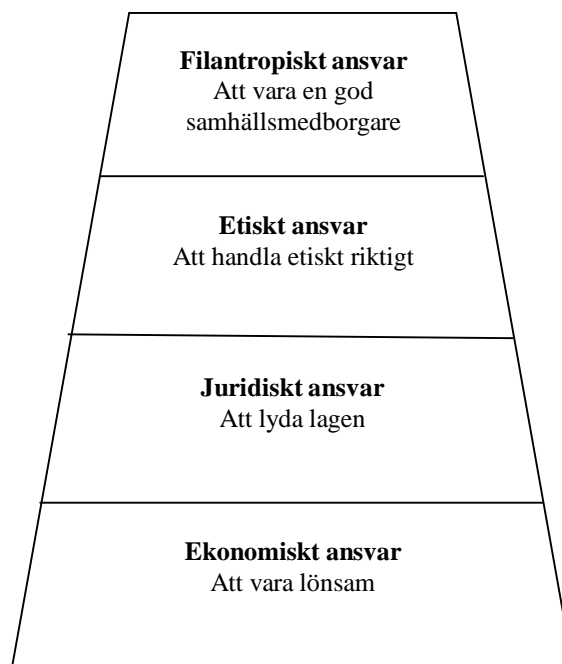 Filantropiskt ansvar
Att vara en god
samhällsmedborgare
Etiskt ansvar
Att handla etiskt riktigt
Juridiskt ansvar
Att lyda lagen
Ekonomiskt ansvar
Att vara lönsam